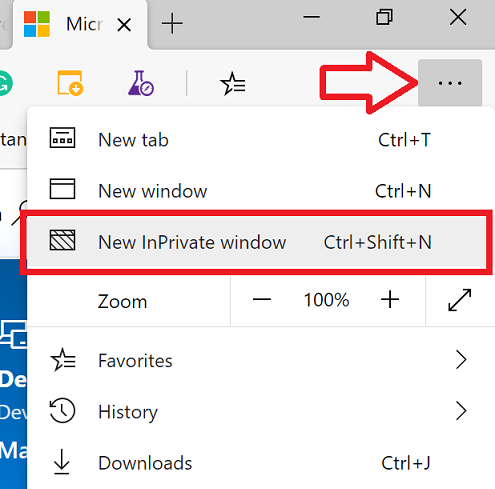 Micr
tan
New tab Ctrl+T
New window Ctrl+N
New InPrivate window Ctrl+Shift+N
Zoom 100%
Favorites
De
Dev
History
Ma
Downloads Ctrl+J